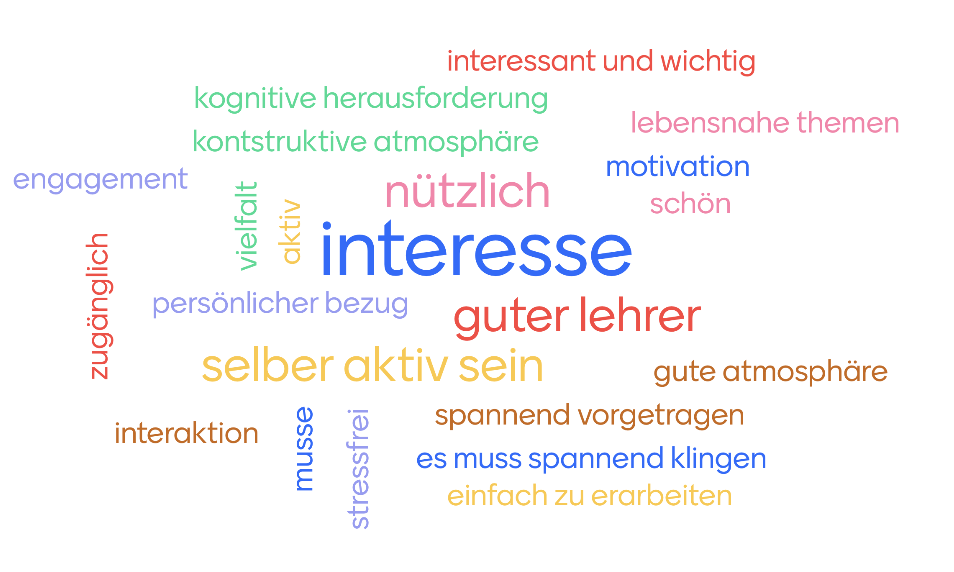 interessant und wichtig
kognitive herausforderung
lebensnahe themen
kontstruktive atmosphäre
motivation
engagement
nützlich
schön
vielfalt
aktiv
interesse
zugänglich
persönlicher bezug
guter lehrer
selber aktiv sein
gute atmosphäre
spannend vorgetragen
interaktion
musse
stressfrei
es muss spannend klingen
einfach zu erarbeiten